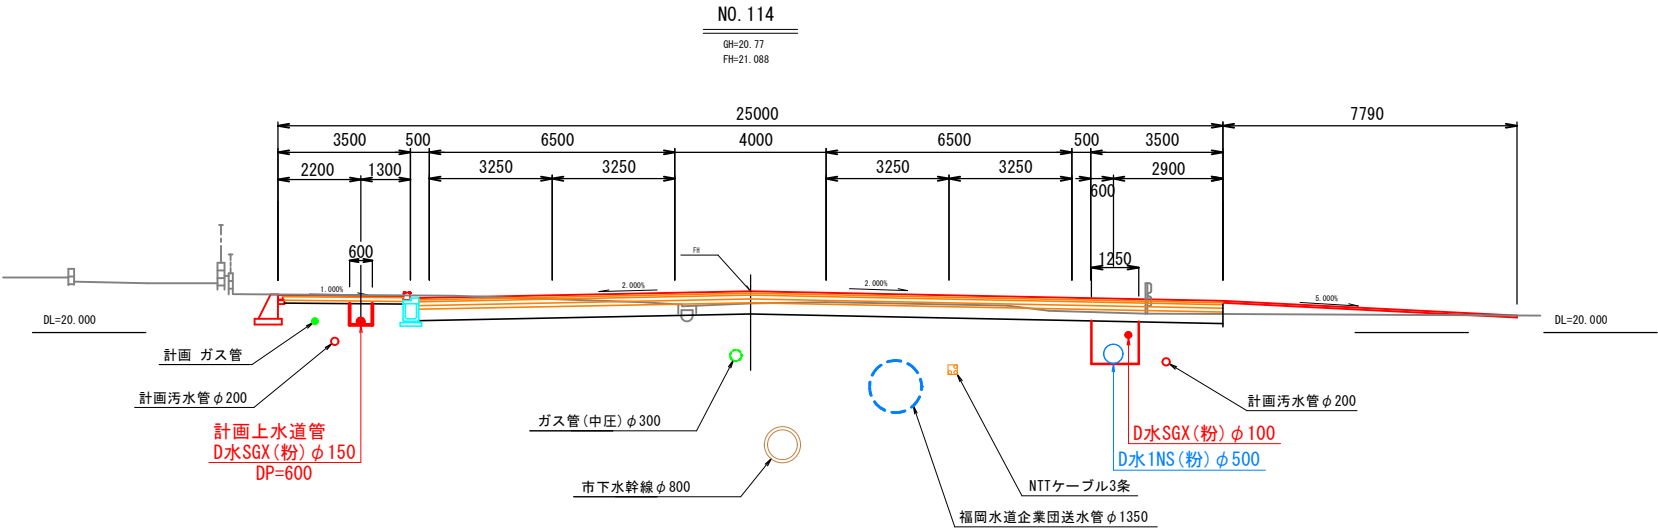 NO.114
GH=20.77
FH=21.088
25000
7790
3500
500
6500
4000
6500
500
3500
2200
1300
3250
3250
3250
3250
2900
600
600
1250
FH
1.000%
2.000%
2.000%
5.000%
DL=20.000
DL=20.000
計画 ガス管
計画汚水管φ200
計画上水道管
D水SGX(粉)φ150
DP=600
ガス管(中圧)φ300
市下水幹線φ800
計画汚水管φ200
D水SGX(粉)φ100
D水1NS(粉)φ500
NTTケーブル3条
福岡水道企業団送水管φ1350